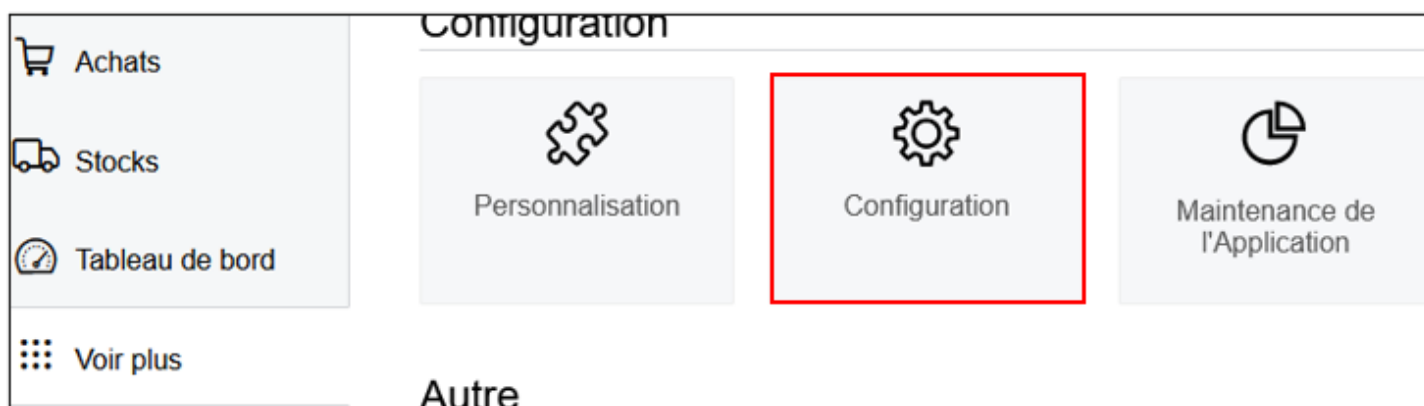 Achats
Stocks
Tableau de bord
Voir plus
Configuration
Personnalisation
Configuration
Maintenance de
l'Application
Autre